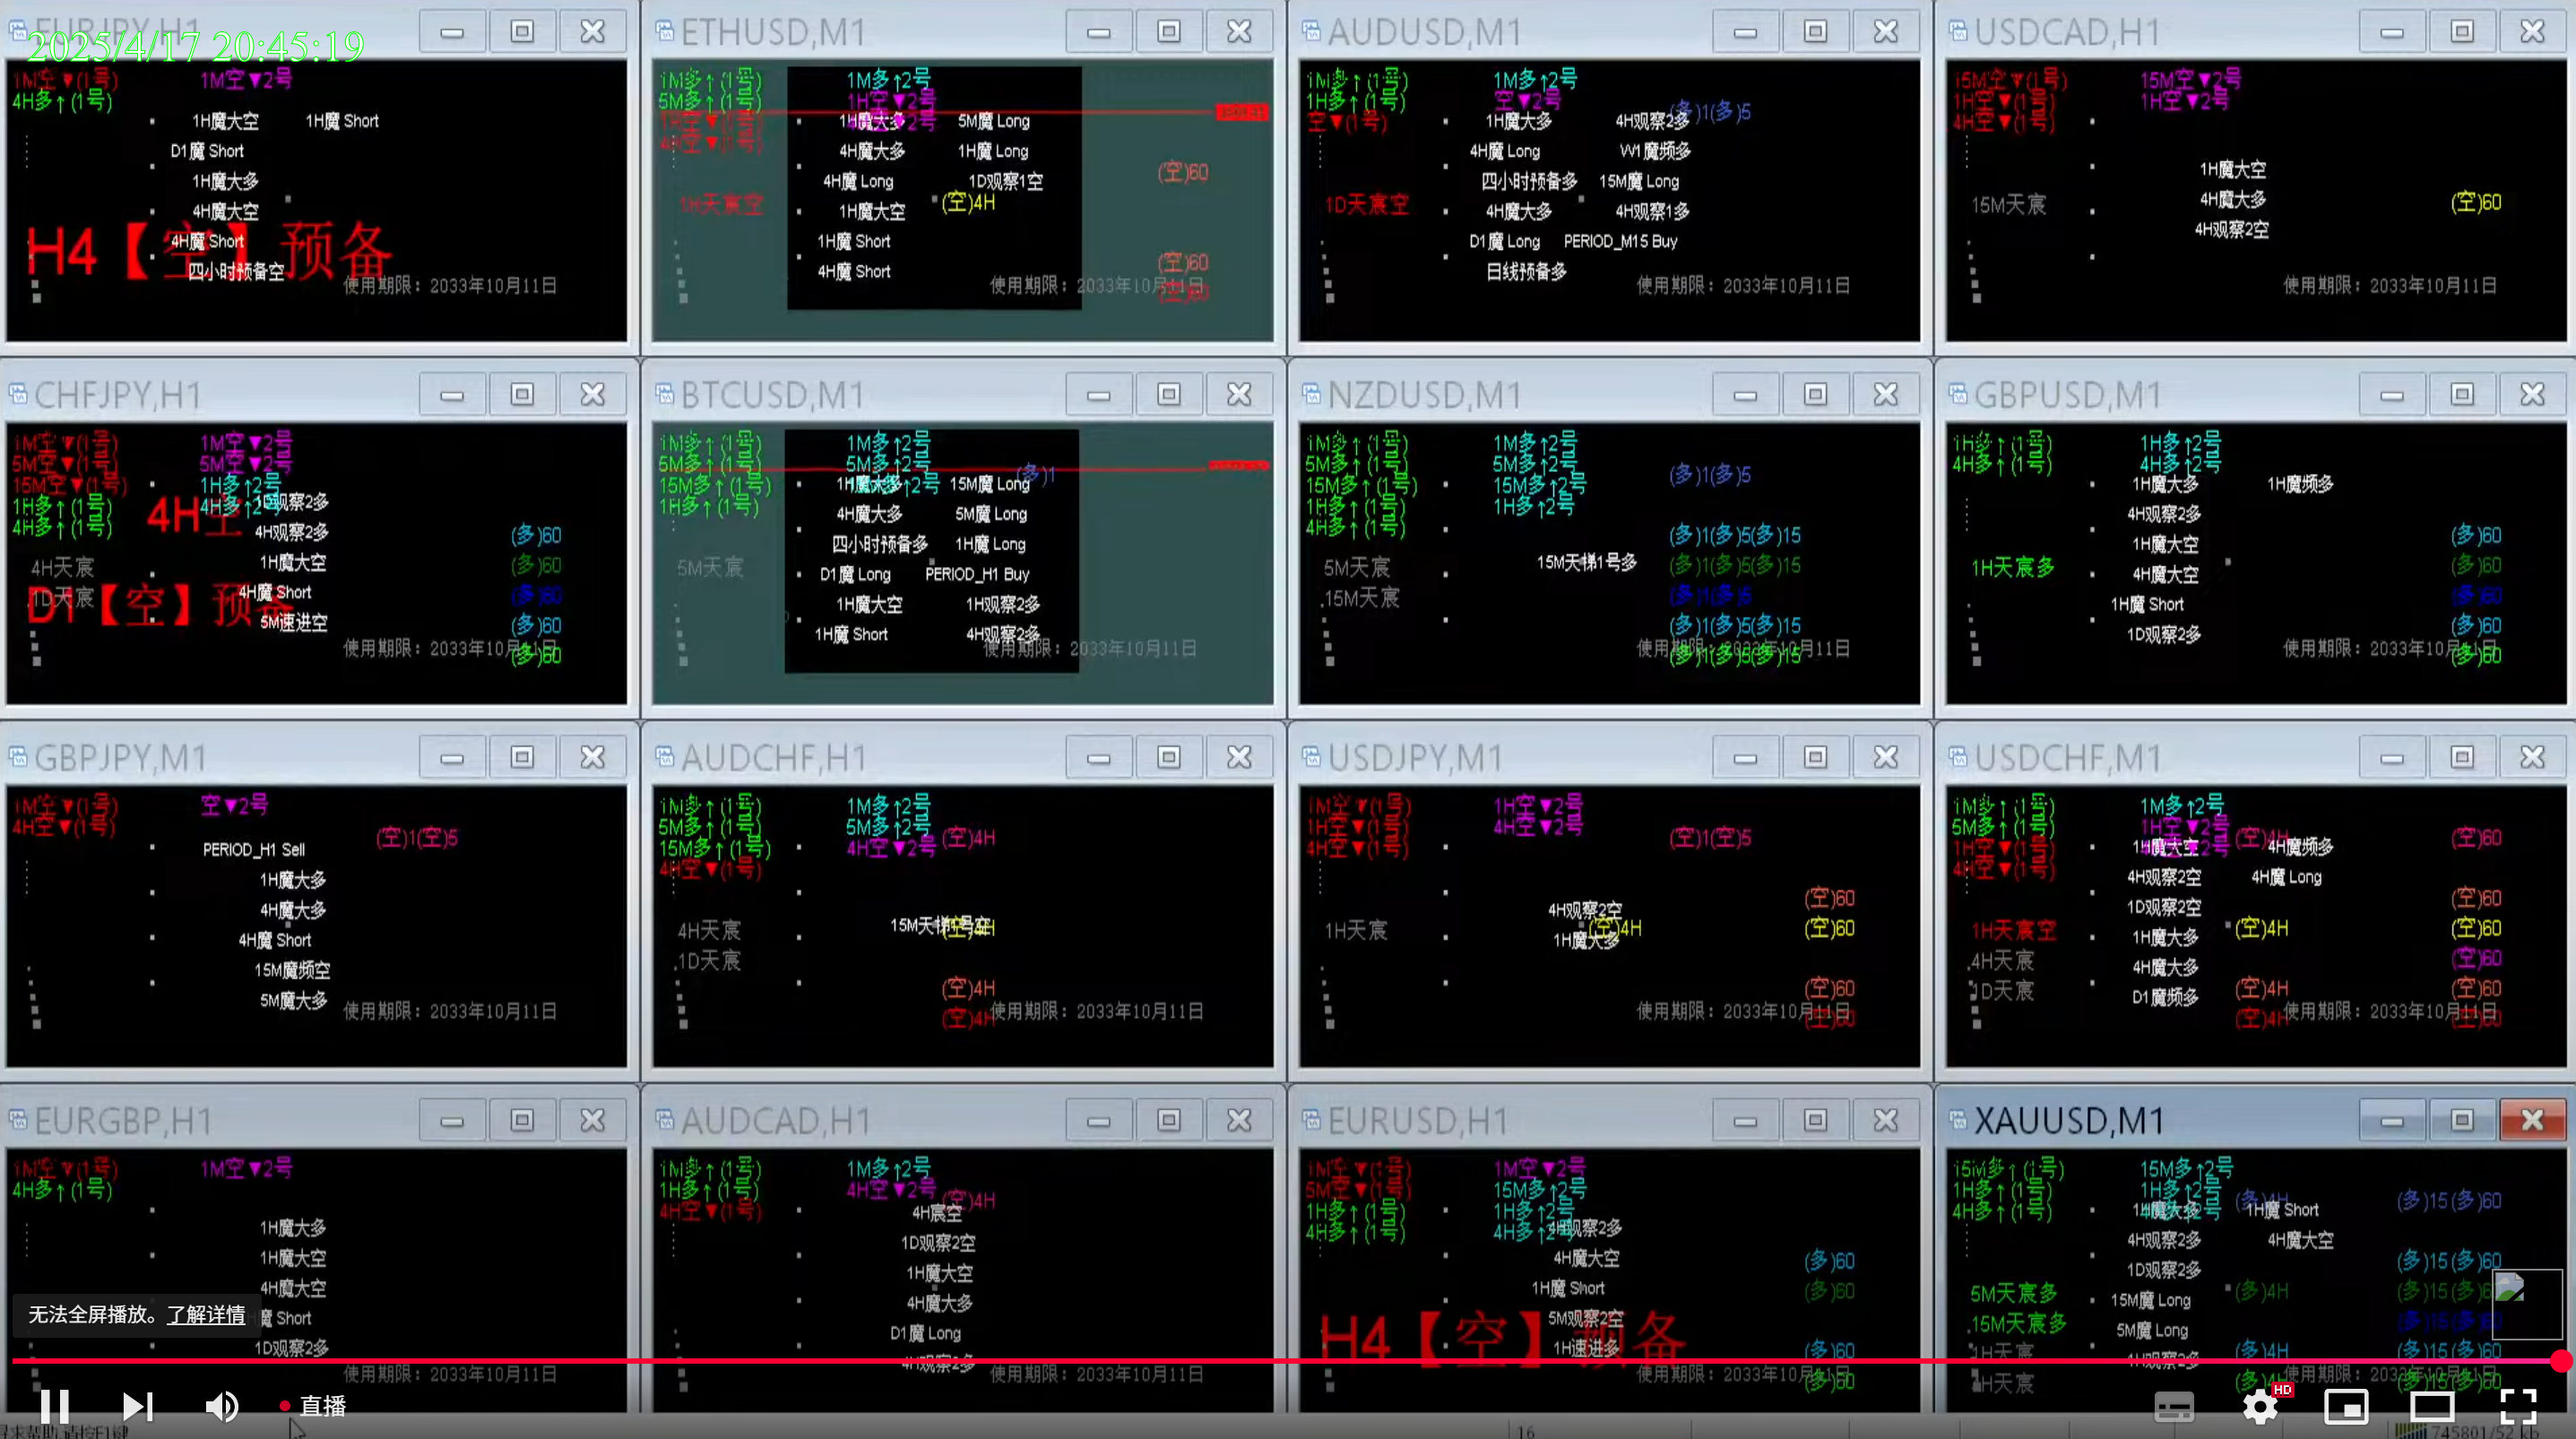 EURJPY,H1
2025/4/17 20:45:19
1M空▼(1号)
4H多↑(1号)
1M空▼2号
1H魔大空 1H魔 Short
D1魔 Short
1H魔大多
4H魔大空
4H魔 Short
四小时预备空
H4【空】预备
使用期限：2033年10月11日
ETHUSD,M1
1M多↑(1号)
5M多↑(1号)
1H空▼(1号)
4H空▼(1号)
1M多↑2号
1H空▼2号
1H魔大多 5M魔 Long
4H魔大多 1H魔 Long
4H魔 Long 1D观察1空
1H魔大空 (空)4H
1H魔 Short
4H魔 Short
1H天宸空
(空)60
(空)60
(空)60
使用期限：2033年10月11日
AUDUSD,M1
1M多↑(1号)
1H多↑(1号)
空▼(1号)
1M多↑2号
空▼2号
(多)1(多)5
1H魔大多 4H观察2多
4H魔 Long W1魔频多
四小时预备多 15M魔 Long
4H魔大多 4H观察1多
D1魔 Long PERIOD_M15 Buy
日线预备多
1D天宸空
使用期限：2033年10月11日
USDCAD,H1
15M空▼(1号)
1H空▼(1号)
4H空▼(1号)
15M空▼2号
1H空▼2号
1H魔大空
4H魔大多
4H观察2空
15M天宸
(空)60
使用期限：2033年10月11日
CHFJPY,H1
1M空▼(1号)
5M空▼(1号)
15M空▼(1号)
1H多↑(1号)
4H多↑(1号)
1M空▼2号
5M空▼2号
1H多↑2号
4H多↑2号
1D观察2多
4H观察2多
1H魔大空
4H魔 Short
5M速进空
4H空
4H天宸
1D天宸
D1【空】预备
(多)60
(多)60
(多)60
(多)60
(多)60
使用期限：2033年10月11日
BTCUSD,M1
1M多↑(1号)
5M多↑(1号)
15M多↑(1号)
1H多↑(1号)
1M多↑2号
5M多↑2号
(多)1
1H魔大多 15M魔 Long
4H魔大多 5M魔 Long
四小时预备多 1H魔 Long
D1魔 Long PERIOD_H1 Buy
1H魔大空 1H观察2多
1H魔 Short 4H观察2多
5M天宸
使用期限：2033年10月11日
NZDUSD,M1
1M多↑(1号)
5M多↑(1号)
15M多↑(1号)
1H多↑(1号)
4H多↑(1号)
1M多↑2号
5M多↑2号
15M多↑2号
1H多↑2号
(多)1(多)5
(多)1(多)5(多)15
15M天梯1号多
(多)1(多)5(多)15
(多)1(多)5
(多)1(多)5(多)15
(多)1(多)5(多)15
5M天宸
15M天宸
使用期限：2033年10月11日
GBPUSD,M1
1H多↑(1号)
4H多↑(1号)
1H多↑2号
4H多↑2号
1H魔大多 1H魔频多
4H观察2多
1H魔大空
4H魔大空
1H魔 Short
1D观察2多
1H天宸多
(多)60
(多)60
(多)60
(多)60
(多)60
使用期限：2033年10月11日
GBPJPY,M1
1M空▼(1号)
4H空▼(1号)
空▼2号
(空)1(空)5
PERIOD_H1 Sell
1H魔大多
4H魔大多
4H魔 Short
15M魔频空
5M魔大多
使用期限：2033年10月11日
AUDCHF,H1
1M多↑(1号)
5M多↑(1号)
15M多↑(1号)
4H空▼(1号)
1M多↑2号
5M多↑2号
4H空▼2号
(空)4H
15M天梯1号空
(空)4H
(空)4H
(空)4H
4H天宸
1D天宸
使用期限：2033年10月11日
USDJPY,M1
1M空▼(1号)
1H空▼(1号)
4H空▼(1号)
1H空▼2号
4H空▼2号
(空)1(空)5
4H观察2空
(空)4H
1H魔大多
1H天宸
(空)60
(空)60
(空)60
(空)60
使用期限：2033年10月11日
USDCHF,M1
1M多↑(1号)
5M多↑(1号)
1H空▼(1号)
4H空▼(1号)
1M多↑2号
1H空▼2号
(空)4H
(空)60
1H魔大空 4H魔频多
4H观察2空 4H魔 Long
1D观察2空
1H魔大多
4H魔大多
D1魔频多
1H天宸空
4H天宸
1D天宸
(空)4H
(空)4H
(空)4H
(空)60
(空)60
(空)60
(空)60
(空)60
使用期限：2033年10月11日
EURGBP,H1
1M空▼(1号)
4H多↑(1号)
1M空▼2号
1H魔大多
1H魔大空
4H魔大空
魔 Short
1D观察2多
使用期限：2033年10月11日
AUDCAD,H1
1M多↑(1号)
1H多↑(1号)
4H空▼(1号)
1M多↑2号
4H空▼2号
(空)4H
4H宸空
1D观察2空
1H魔大空
4H魔大多
D1魔 Long
4H观察2多
使用期限：2033年10月11日
EURUSD,H1
1M空▼(1号)
5M空▼(1号)
1H多↑(1号)
4H多↑(1号)
1M空▼2号
15M多↑2号
1H多↑2号
4H多↑2号
4H观察2多
4H魔大空
1H魔 Short
5M观察2空
1H速进多
H4【空】预备
(多)60
(多)60
(多)60
(多)60
使用期限：2033年10月11日
XAUUSD,M1
15M多↑(1号)
1H多↑(1号)
4H多↑(1号)
15M多↑2号
1H多↑2号
(多)4H
(多)15(多)60
1H魔 Short
4H观察2多 4H魔大空
1D观察2多
15M魔 Long
5M魔 Long
4H观察2多
5M天宸多
15M天宸多
1H天宸
4H天宸
(多)4H
(多)4H
(多)15(多)60
(多)15(多)60
使用期限：2033年10月11日
无法全屏播放。了解详情
直播
HD
16
745801/52 kb